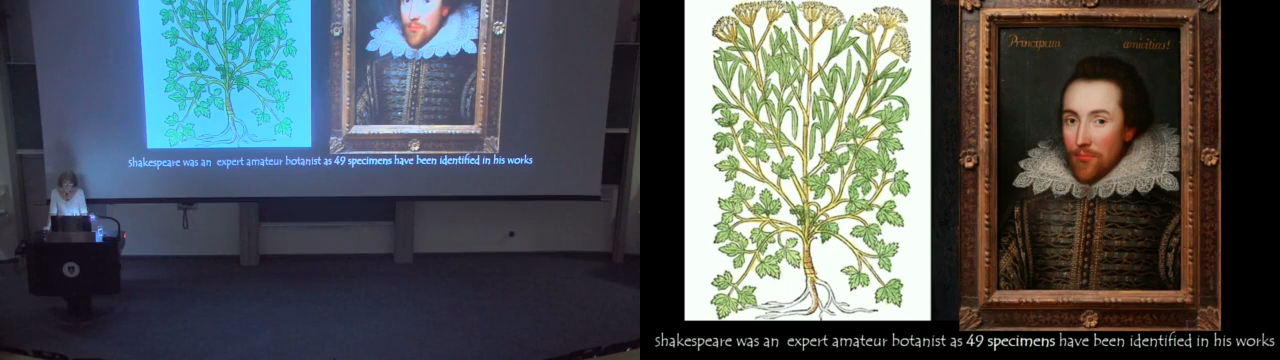 shakespeare was an expert amateur botanist as 49 specimens have been identified in his works
Principum amicitias!
shakespeare was an expert amateur botanist as 49 specimens have been identified in his works